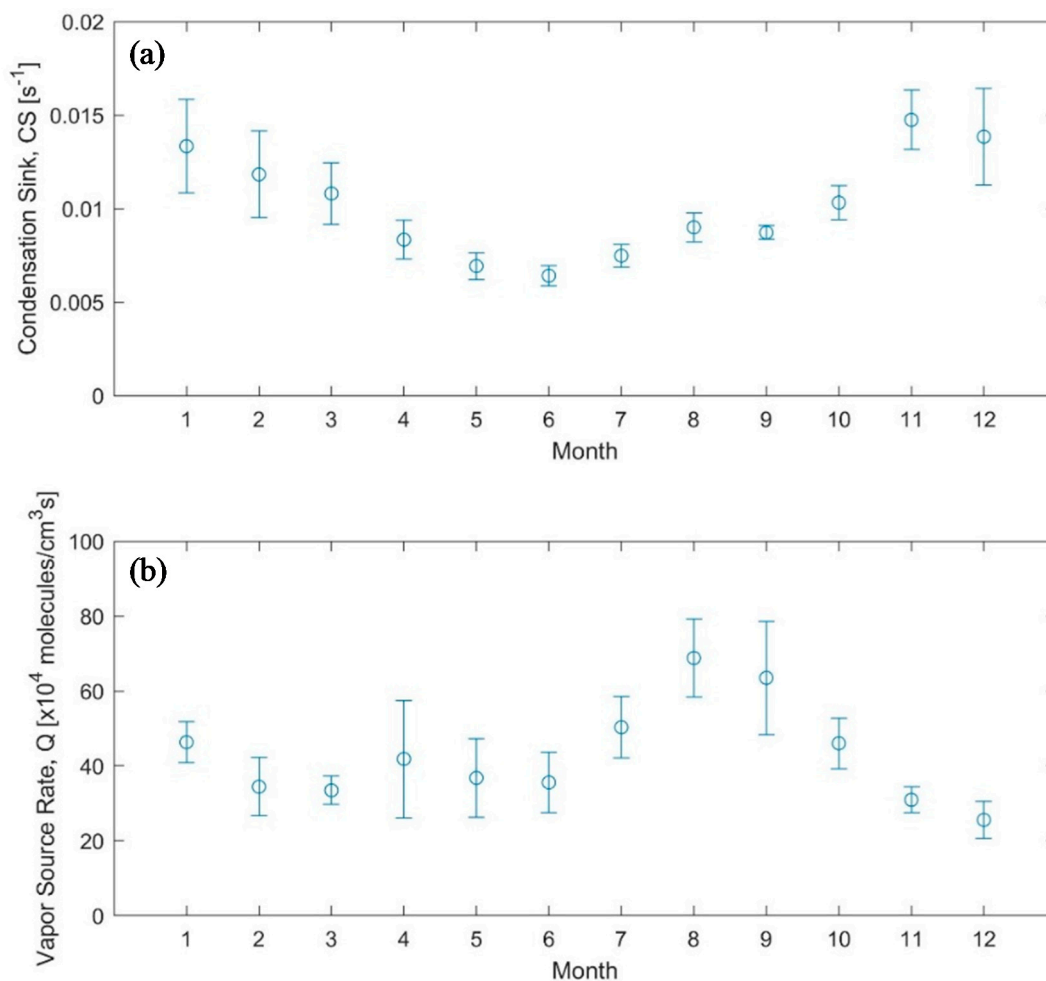 0.02
(a)
0.015
0.01
0.005
0
Condensation Sink, CS [s⁻¹]
1 2 3 4 5 6 7 8 9 10 11 12
Month
100
(b)
80
60
40
20
0
Vapor Source Rate, Q [x10⁴ molecules/cm³s]
1 2 3 4 5 6 7 8 9 10 11 12
Month